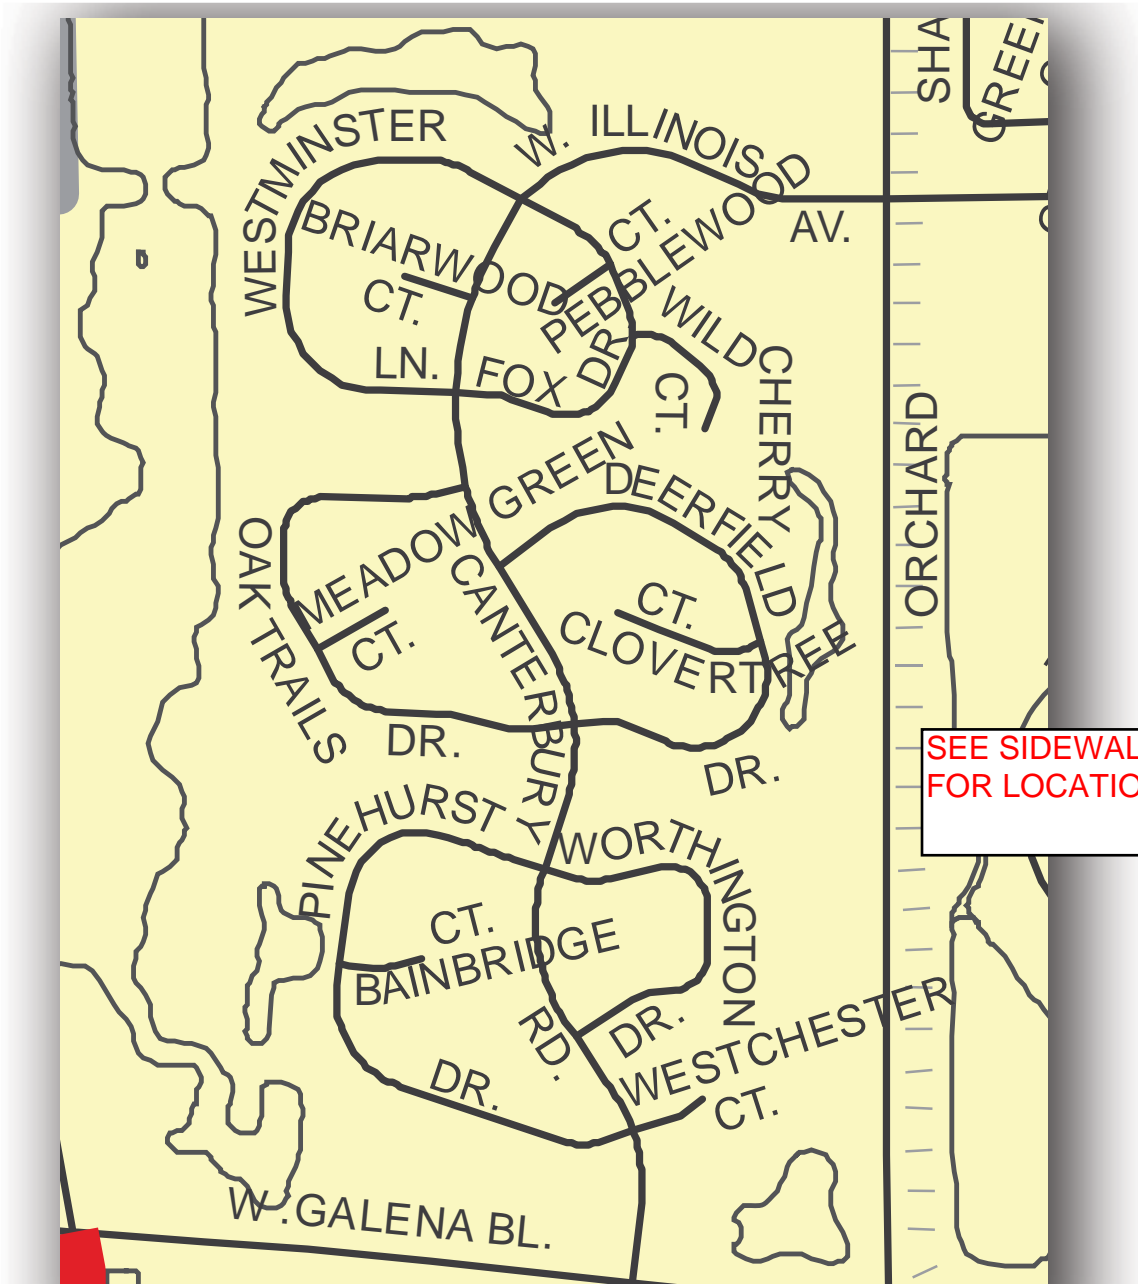 SHA
GREE
WESTMINSTER
LN.
W. ILLINOIS
AV.
PEBBLEWOOD
CT.
BRIARWOOD
CT.
WILD
CHERRY
CT.
FOX
DR
MEADOW GREEN
CT.
DEERFIELD
DR.
ORCHARD
OAK TRAILS
DR.
CANTERBURY
RD.
CT.
CLOVERTREE
SEE SIDEWAL
FOR LOCATIO
PINEHURST
DR.
WORTHINGTON
DR.
CT.
BAINBRIDGE
WESTCHESTER
CT.
W .GALENA BL.